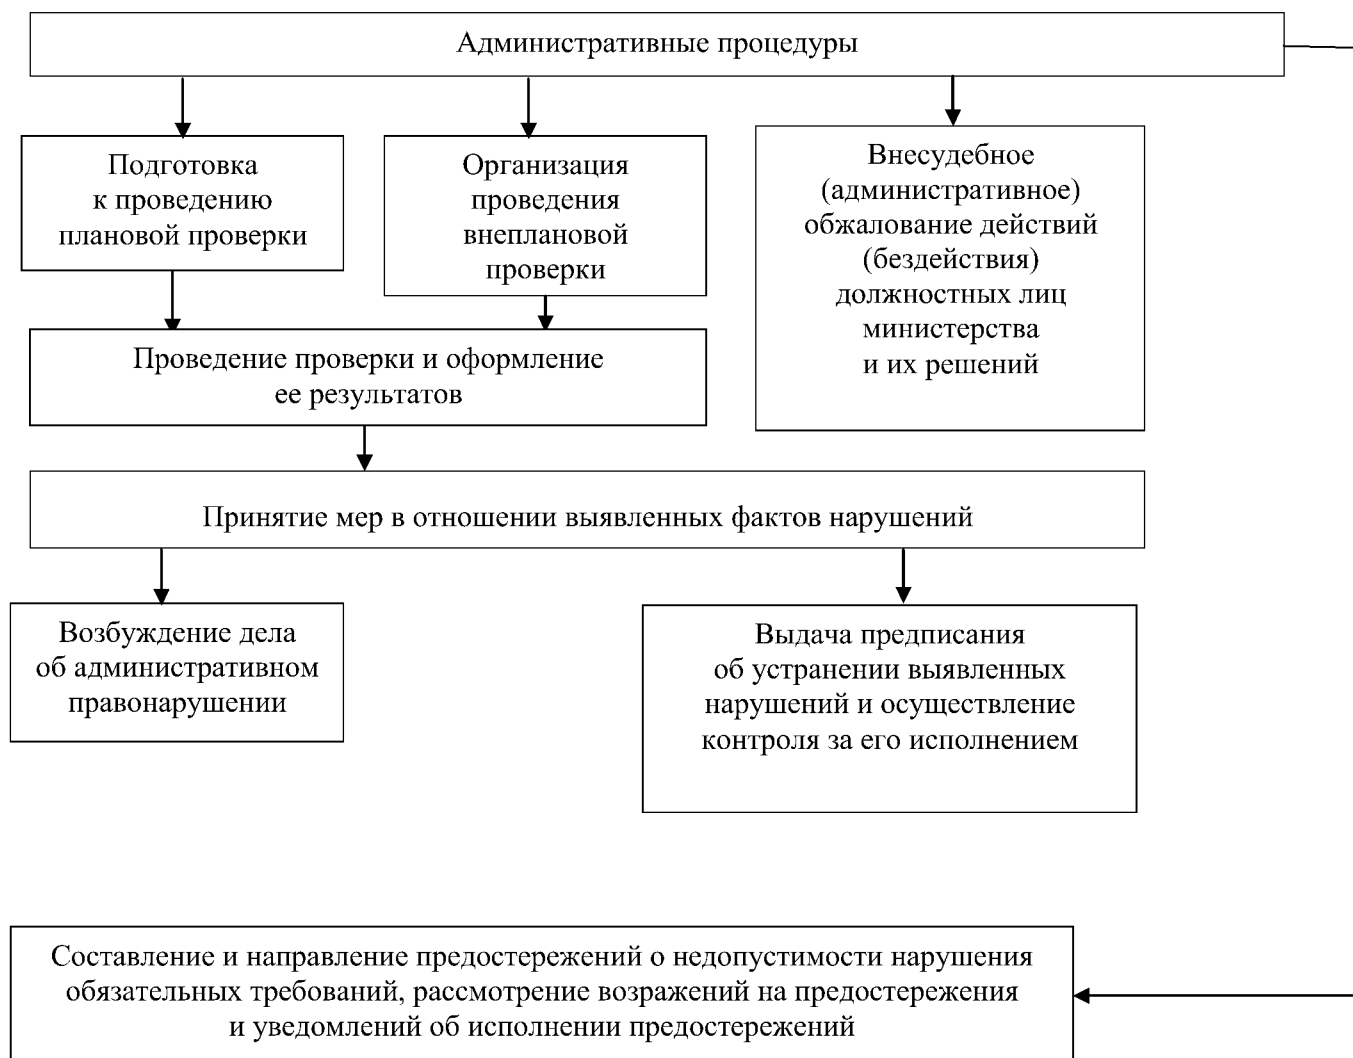 Административные процедуры
Подготовка
к проведению
плановой проверки
Организация
проведения
внеплановой
проверки
Внесудебное
(административное)
обжалование действий
(бездействия)
должностных лиц
министерства
и их решений
Проведение проверки и оформление
ее результатов
Принятие мер в отношении выявленных фактов нарушений
Возбуждение дела
об административном
правонарушении
Выдача предписания
об устранении выявленных
нарушений и осуществление
контроля за его исполнением
Составление и направление предостережений о недопустимости нарушения
обязательных требований, рассмотрение возражений на предостережения
и уведомлений об исполнении предостережений